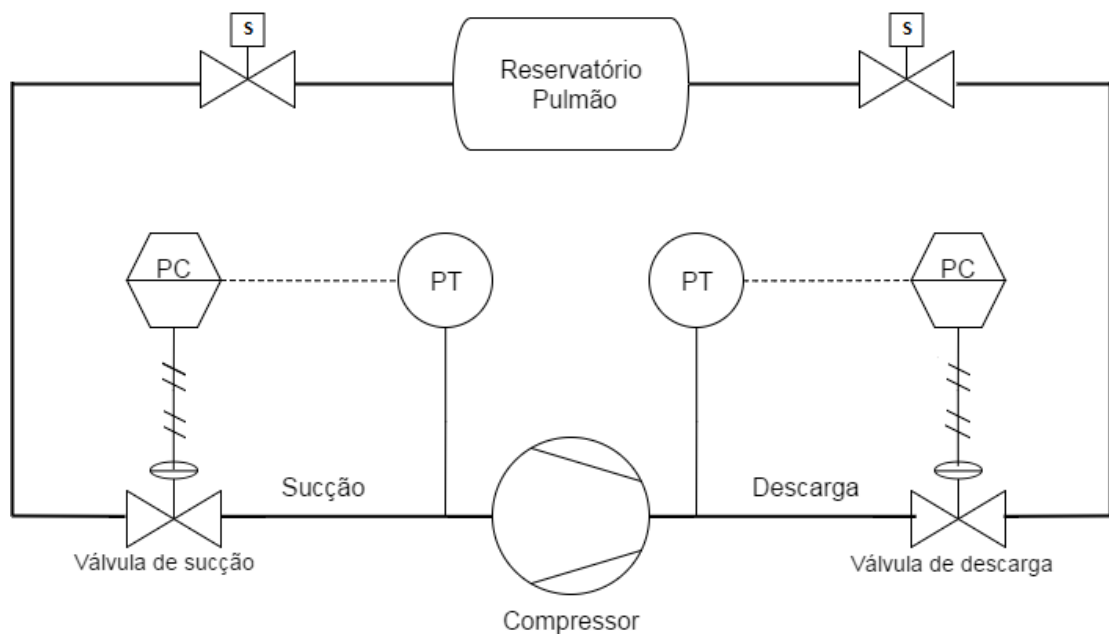 S
S
Reservatório
Pulmão
PC
PT
PT
PC
Sucção
Descarga
Válvula de sucção
Válvula de descarga
Compressor